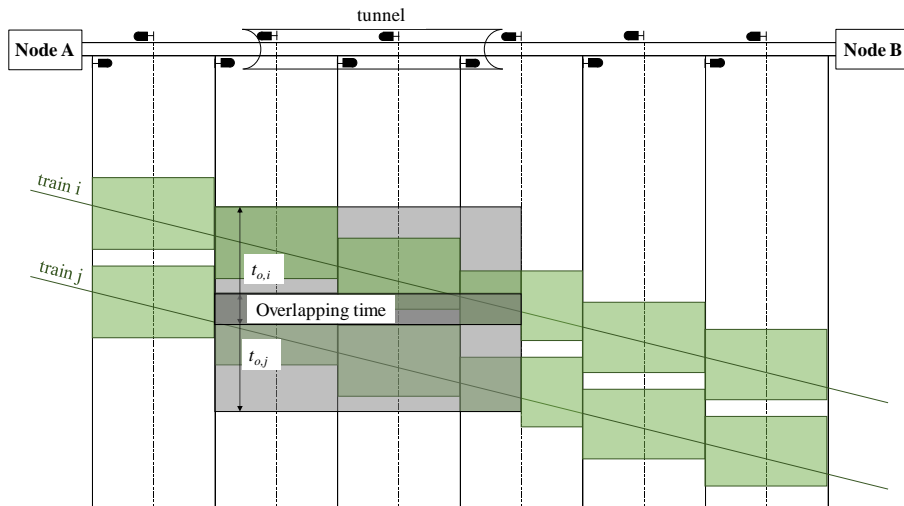 tunnel
Node A
Node B
train i
train j
t_{o,i}
Overlapping time
t_{o,j}